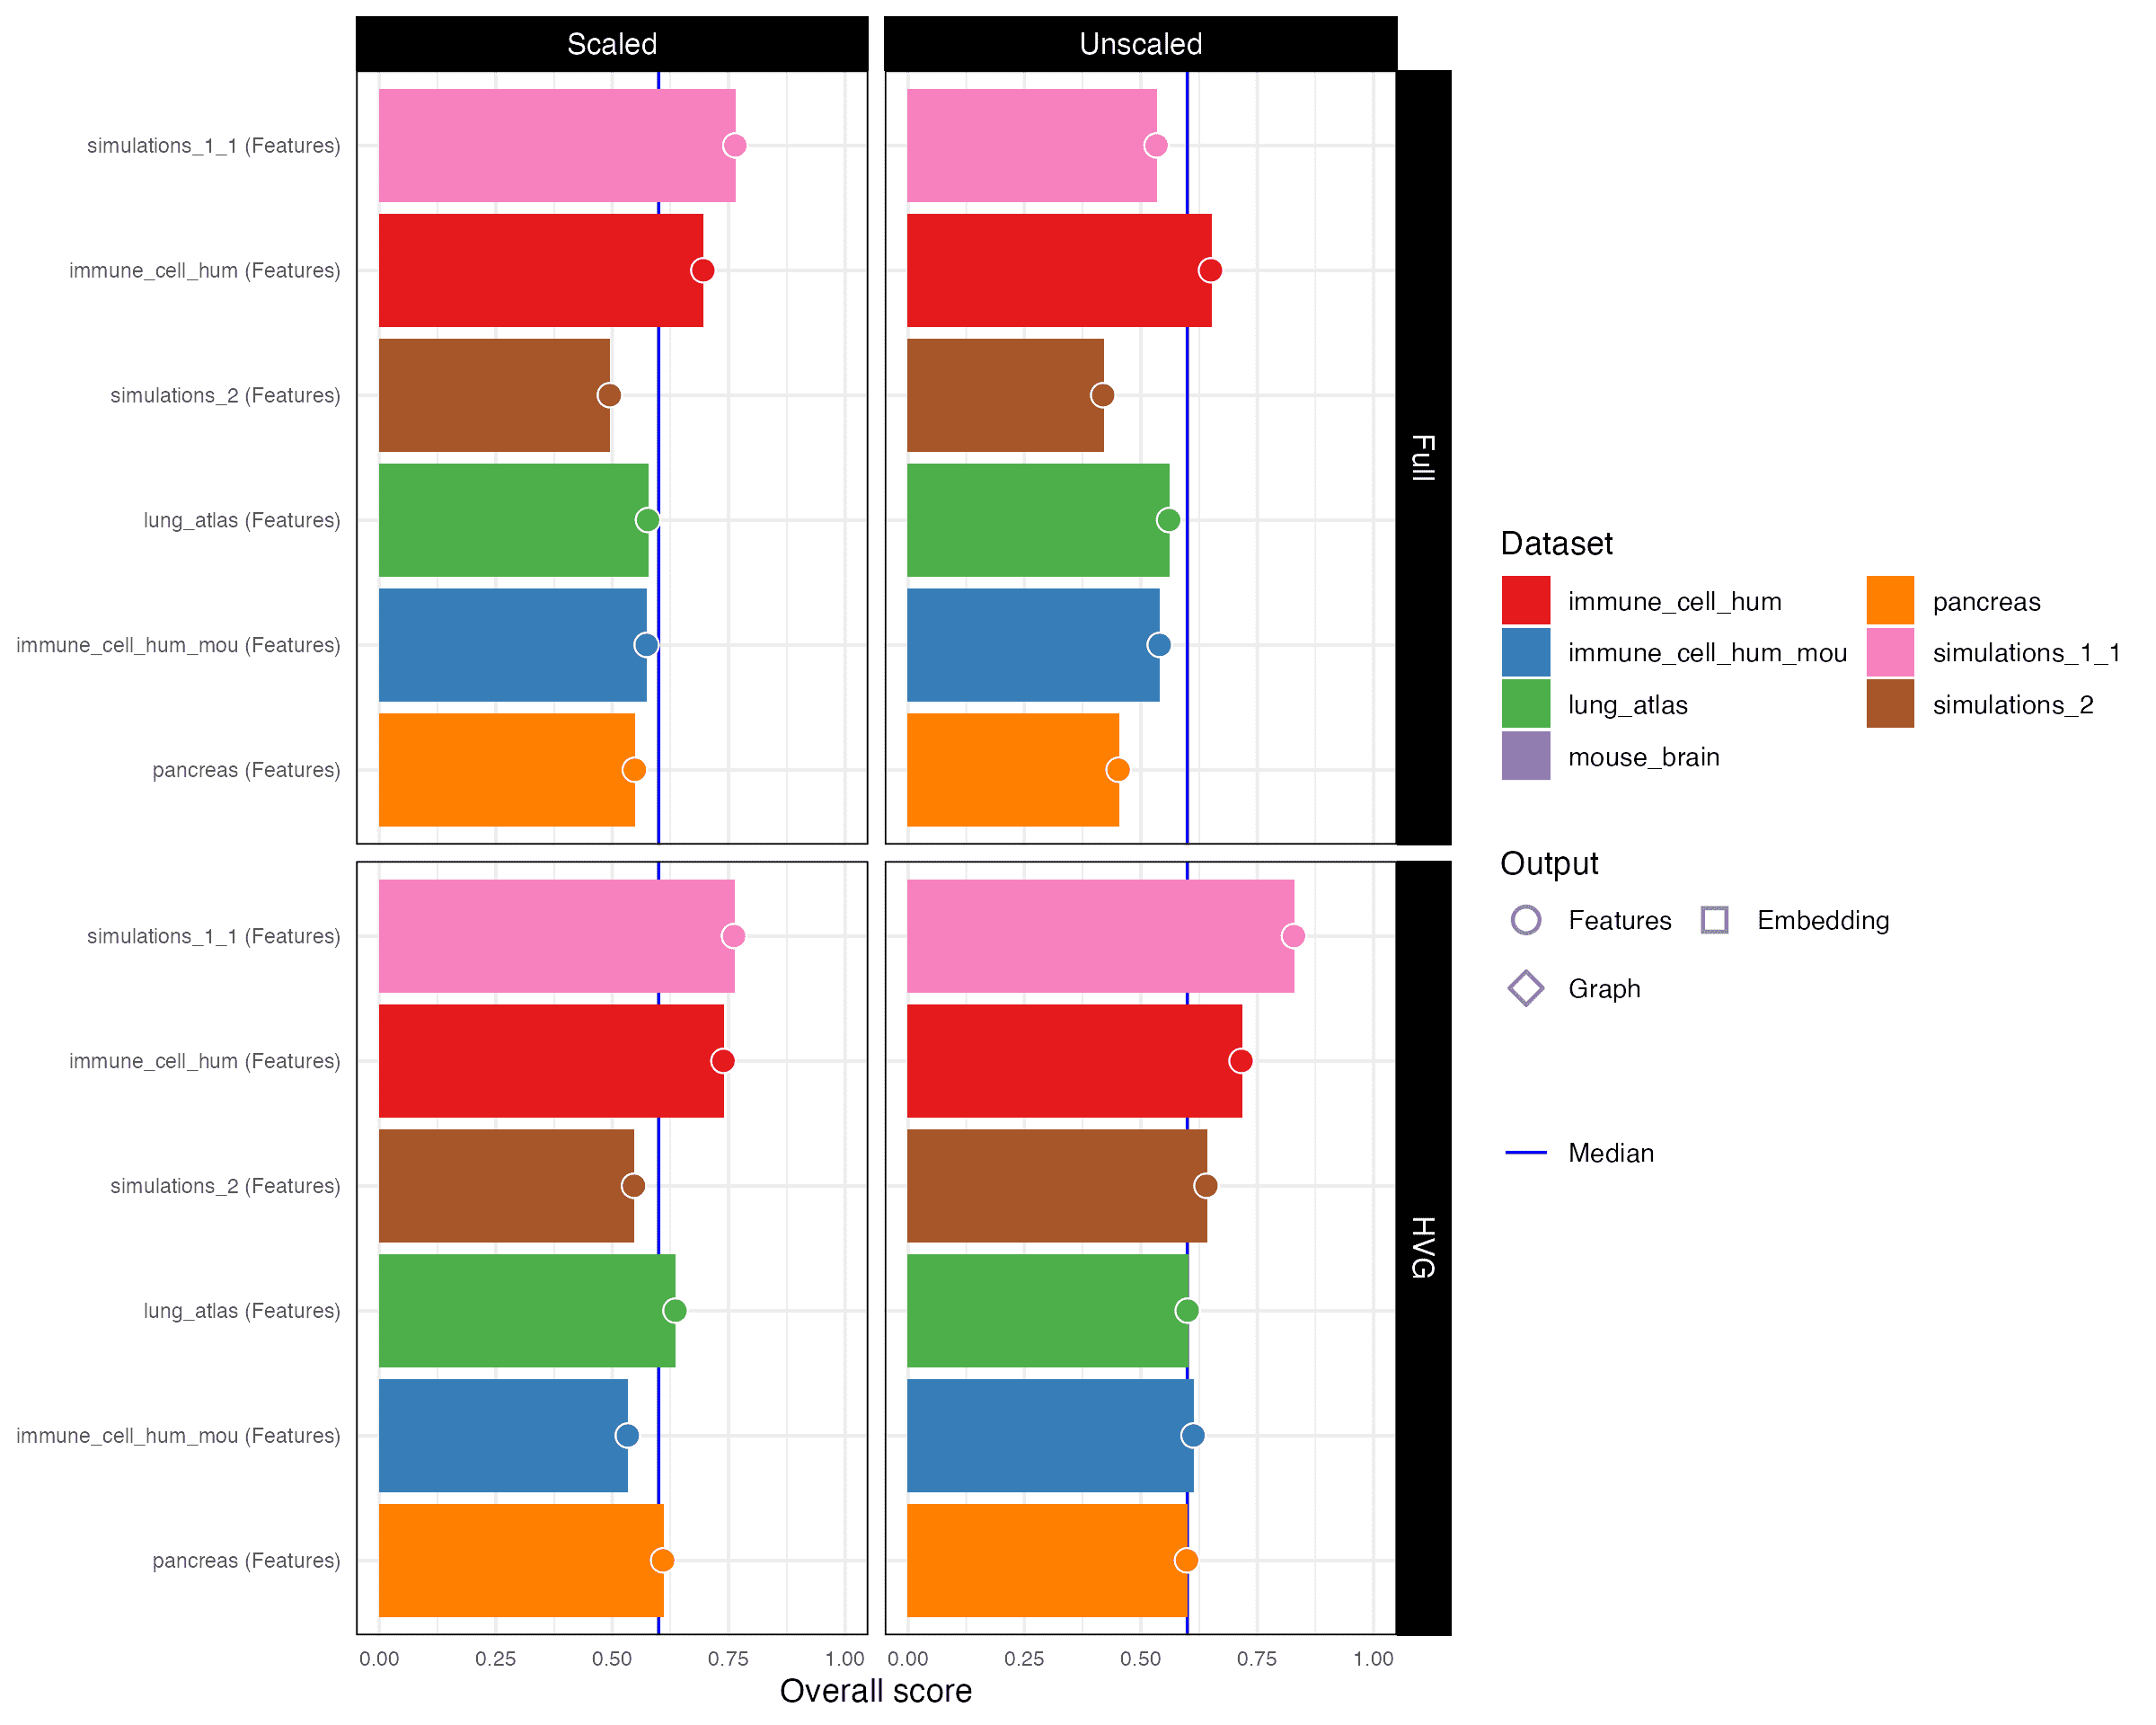 Scaled
Unscaled
simulations_1_1 (Features)
immune_cell_hum (Features)
simulations_2 (Features)
lung_atlas (Features)
immune_cell_hum_mou (Features)
pancreas (Features)
Full
simulations_1_1 (Features)
immune_cell_hum (Features)
simulations_2 (Features)
lung_atlas (Features)
immune_cell_hum_mou (Features)
pancreas (Features)
HVG
0.00 0.25 0.50 0.75 1.00
0.00 0.25 0.50 0.75 1.00
Overall score
Dataset
immune_cell_hum
immune_cell_hum_mou
lung_atlas
mouse_brain
pancreas
simulations_1_1
simulations_2
Output
Features
Embedding
Graph
Median